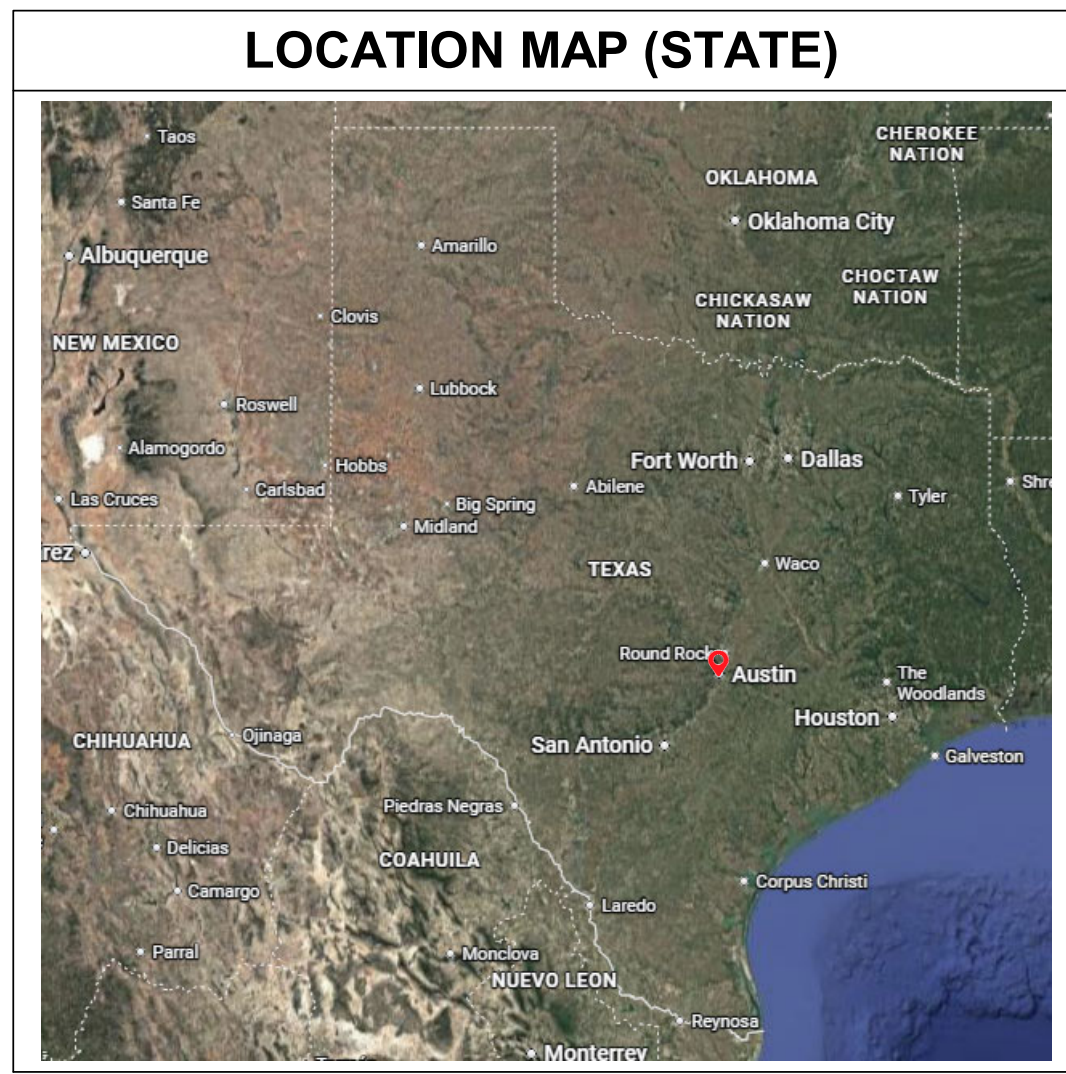 LOCATION MAP (STATE)
Taos
CHEROKEE
NATION
OKLAHOMA
Santa Fe
Oklahoma City
Amarillo
Albuquerque
CHOCTAW
NATION
CHICKASAW
NATION
Clovis
NEW MEXICO
Lubbock
Roswell
Alamogordo
Fort Worth
Dallas
Hobbs
Carlsbad
Abilene
Shre
Las Cruces
Big Spring
Tyler
Midland
rez
TEXAS
Waco
Round Rock
Austin
The
Woodlands
Houston
CHIHUAHUA
Ojinaga
San Antonio
Galveston
Piedras Negras
Chihuahua
Delicias
COAHUILA
Camargo
Corpus Christi
Laredo
Parral
Monclova
NUEVO LEON
Reynosa
Monterrey